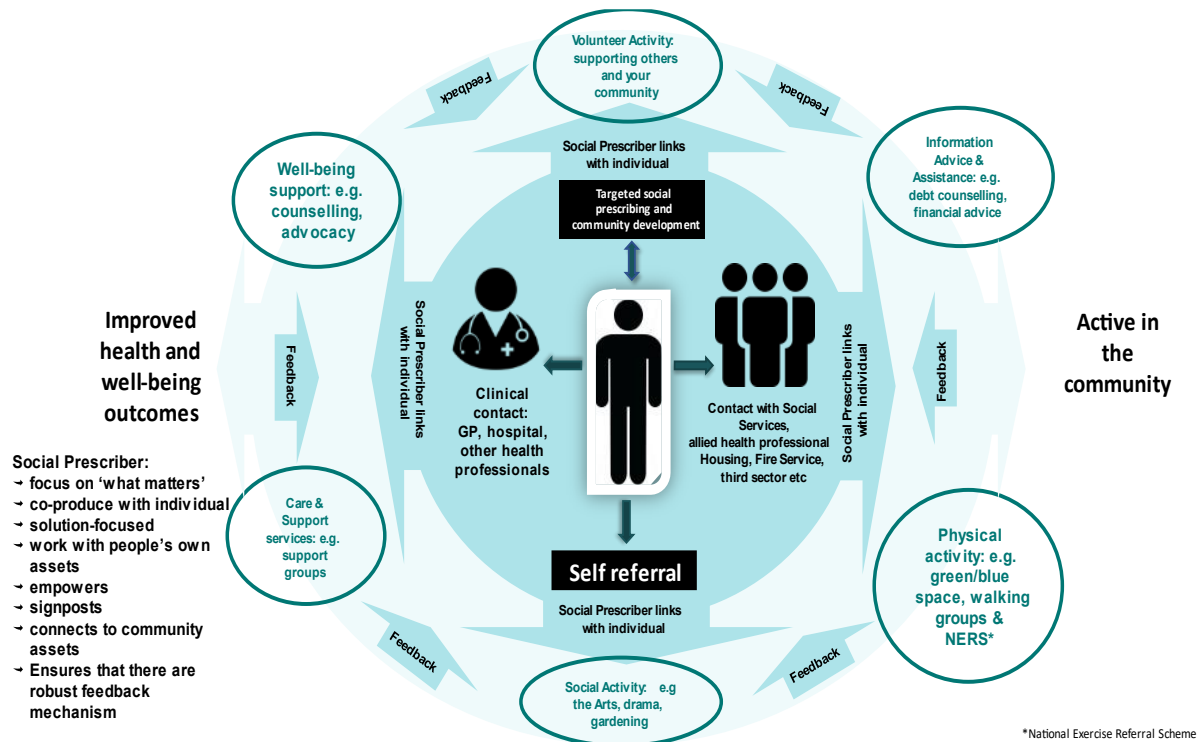 Volunteer Activity:
supporting others
and your
community
Feedback
Feedback
Social Prescriber links
with individual
Targeted social
prescribing and
community development
Well-being
support: e.g.
counselling,
advocacy
Information
Advice &
Assistance: e.g.
debt counselling,
financial advice
Improved
health and
well-being
outcomes
Feedback
Social Prescriber links
with individual
Clinical
contact:
GP, hospital,
other health
professionals
Contact with Social
Services,
allied health professional
Housing, Fire Service,
third sector etc
Social Prescriber links
with individual
Feedback
Active in
the
community
Social Prescriber:
focus on ‘what matters’
co-produce with individual
solution-focused
work with people’s own
assets
empowers
signposts
connects to community
assets
Ensures that there are
robust feedback
mechanism
Care &
Support
services: e.g.
support
groups
Self referral
Social Prescriber links
with individual
Physical
activity: e.g.
green/blue
space, walking
groups &
NERS*
Feedback
Feedback
Social Activity: e.g
the Arts, drama,
gardening
*National Exercise Referral Scheme